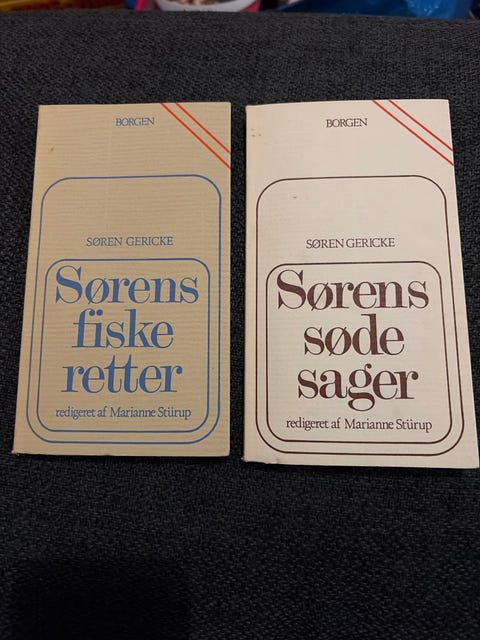 BORGEN
SØREN GERICKE
Sørens
fiske
retter
redigeret af Marianne Stürup
BORGEN
SØREN GERICKE
Sørens
søde
sager
redigeret af Marianne Stürup